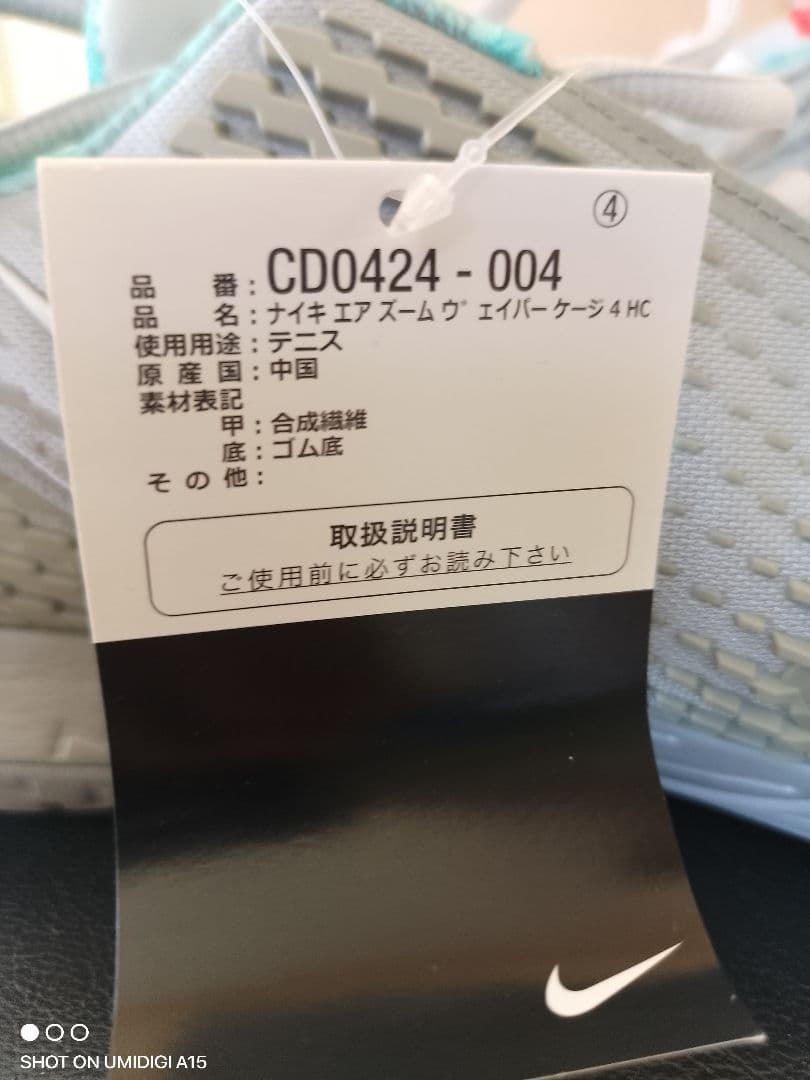 ④
品 番：CD0424 - 004
品 名：ナイキ エア ズーム ヴェイパー ケージ 4 HC
使用用途：テニス
原産国：中国
素材表記
甲：合成繊維
底：ゴム底
その他：
取扱説明書
ご使用前に必ずお読み下さい
SHOT ON UMIDIGI A15